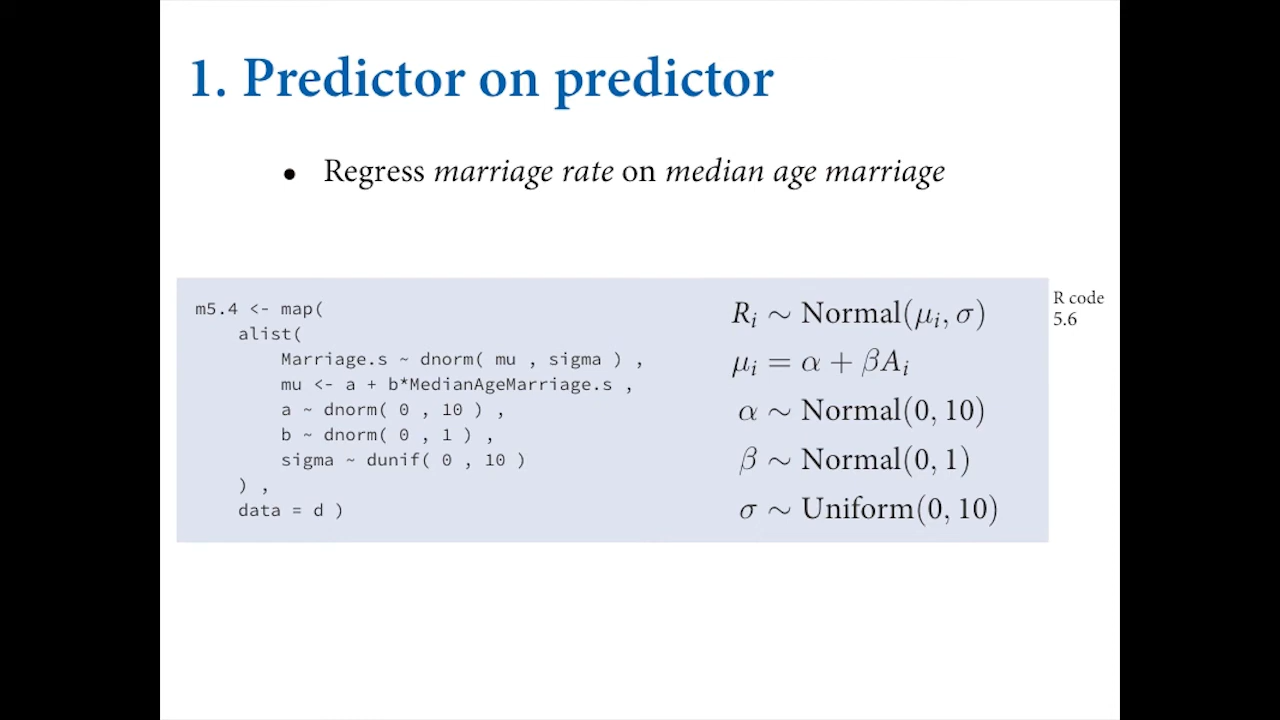 1. Predictor on predictor
• Regress marriage rate on median age marriage
m5.4 <- map(
    alist(
        Marriage.s ~ dnorm( mu , sigma ) ,
        mu <- a + b*MedianAgeMarriage.s ,
        a ~ dnorm( 0 , 10 ) ,
        b ~ dnorm( 0 , 1 ) ,
        sigma ~ dunif( 0 , 10 )
    ) ,
    data = d )
Rᵢ ∼ Normal(μᵢ, σ)
μᵢ = α + βAᵢ
α ∼ Normal(0, 10)
β ∼ Normal(0, 1)
σ ∼ Uniform(0, 10)
R code
5.6